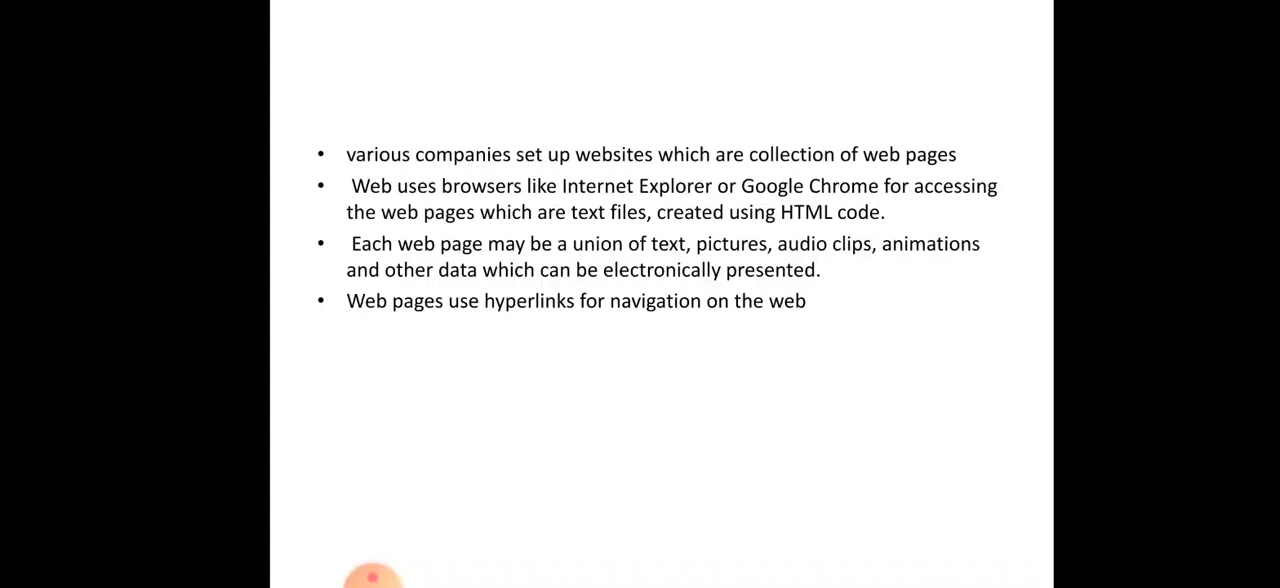 • various companies set up websites which are collection of web pages
• Web uses browsers like Internet Explorer or Google Chrome for accessing
the web pages which are text files, created using HTML code.
• Each web page may be a union of text, pictures, audio clips, animations
and other data which can be electronically presented.
• Web pages use hyperlinks for navigation on the web